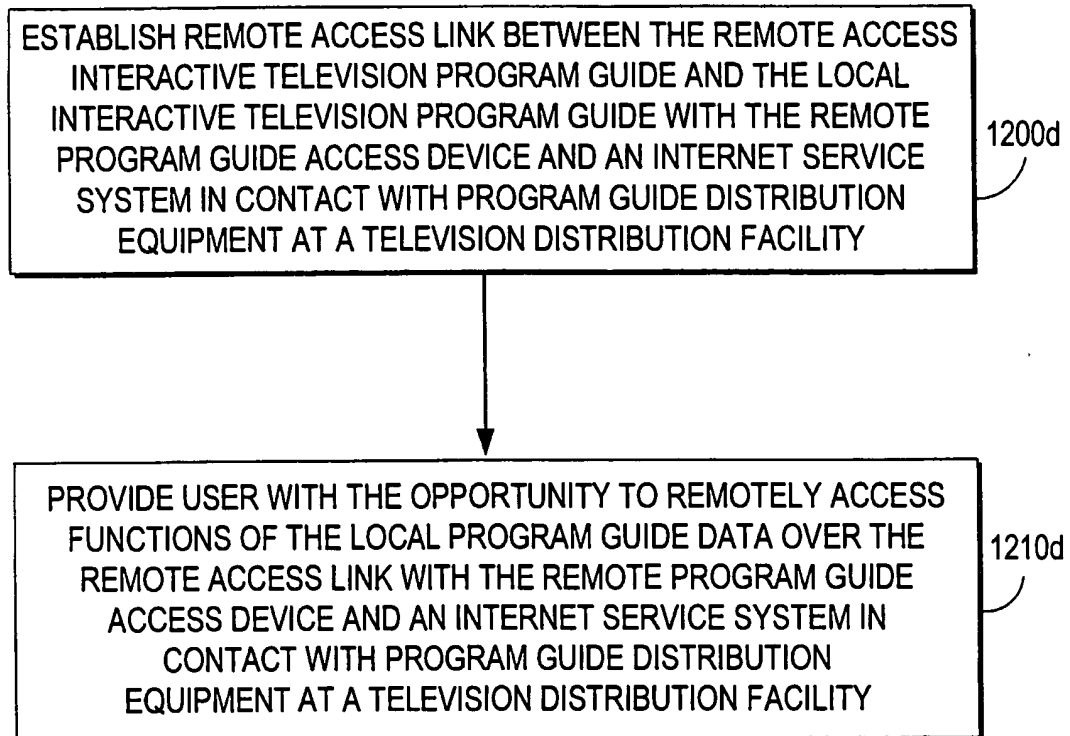 ESTABLISH REMOTE ACCESS LINK BETWEEN THE REMOTE ACCESS
INTERACTIVE TELEVISION PROGRAM GUIDE AND THE LOCAL
INTERACTIVE TELEVISION PROGRAM GUIDE WITH THE REMOTE
PROGRAM GUIDE ACCESS DEVICE AND AN INTERNET SERVICE
SYSTEM IN CONTACT WITH PROGRAM GUIDE DISTRIBUTION
EQUIPMENT AT A TELEVISION DISTRIBUTION FACILITY
1200d
PROVIDE USER WITH THE OPPORTUNITY TO REMOTELY ACCESS
FUNCTIONS OF THE LOCAL PROGRAM GUIDE DATA OVER THE
REMOTE ACCESS LINK WITH THE REMOTE PROGRAM GUIDE
ACCESS DEVICE AND AN INTERNET SERVICE SYSTEM IN
CONTACT WITH PROGRAM GUIDE DISTRIBUTION
EQUIPMENT AT A TELEVISION DISTRIBUTION FACILITY
1210d